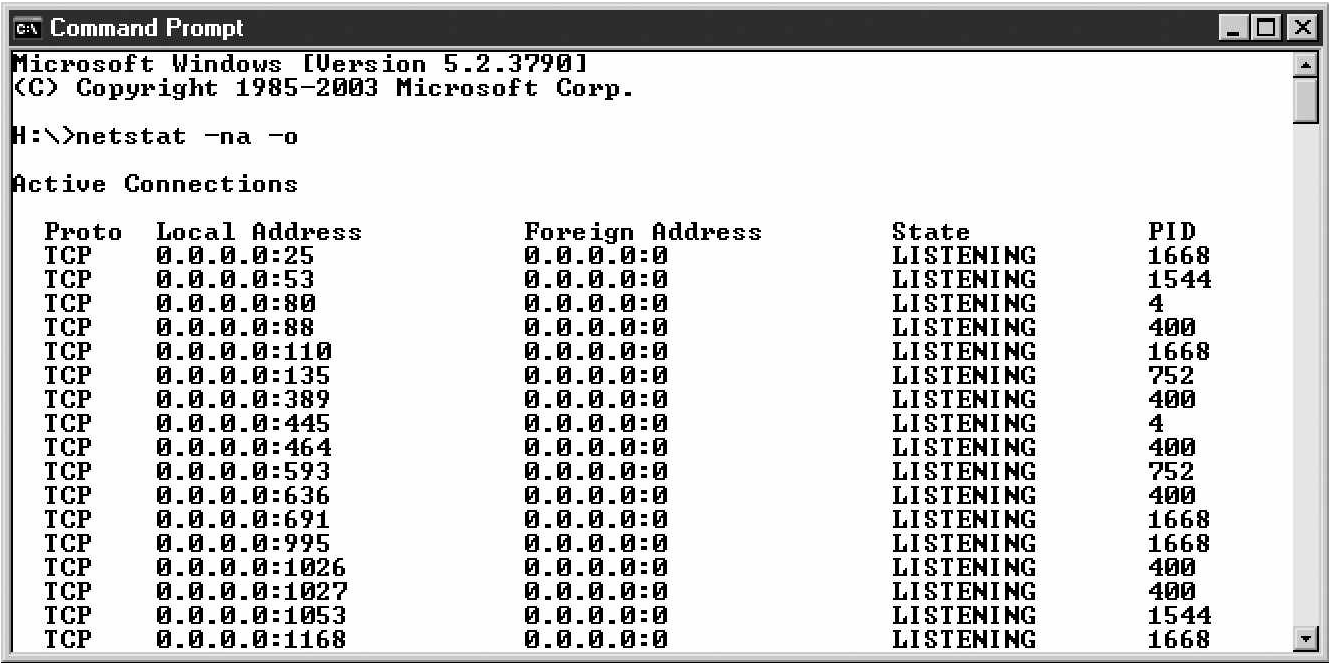 Command Prompt
Microsoft Windows [Version 5.2.3790]
(C) Copyright 1985-2003 Microsoft Corp.
H:\>netstat -na -o
Active Connections
Proto Local Address Foreign Address State PID
TCP 0.0.0.0:25 0.0.0.0:0 LISTENING 1668
TCP 0.0.0.0:53 0.0.0.0:0 LISTENING 1544
TCP 0.0.0.0:80 0.0.0.0:0 LISTENING 4
TCP 0.0.0.0:88 0.0.0.0:0 LISTENING 400
TCP 0.0.0.0:110 0.0.0.0:0 LISTENING 1668
TCP 0.0.0.0:135 0.0.0.0:0 LISTENING 752
TCP 0.0.0.0:389 0.0.0.0:0 LISTENING 400
TCP 0.0.0.0:445 0.0.0.0:0 LISTENING 4
TCP 0.0.0.0:464 0.0.0.0:0 LISTENING 400
TCP 0.0.0.0:593 0.0.0.0:0 LISTENING 752
TCP 0.0.0.0:636 0.0.0.0:0 LISTENING 400
TCP 0.0.0.0:691 0.0.0.0:0 LISTENING 1668
TCP 0.0.0.0:995 0.0.0.0:0 LISTENING 1668
TCP 0.0.0.0:1026 0.0.0.0:0 LISTENING 400
TCP 0.0.0.0:1027 0.0.0.0:0 LISTENING 400
TCP 0.0.0.0:1053 0.0.0.0:0 LISTENING 1544
TCP 0.0.0.0:1168 0.0.0.0:0 LISTENING 1668